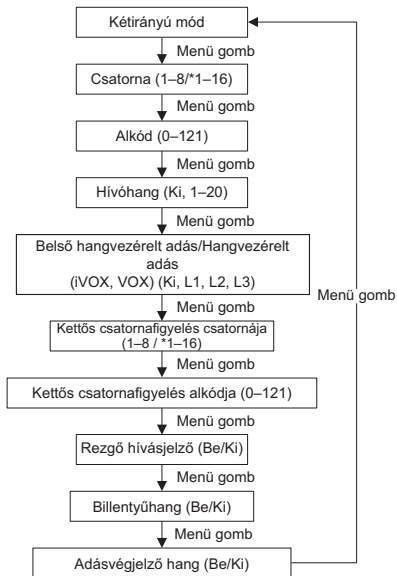 Kétirányú mód
Menü gomb
Csatorna (1–8/*1–16)
Menü gomb
Alkód (0–121)
Menü gomb
Hívóhang (Ki, 1–20)
Menü gomb
Belső hangvezérelt adás/Hangvezérelt
adás
(iVOX, VOX) (Ki, L1, L2, L3)
Menü gomb
Menü gomb
Kettős csatornafigyelés csatornája
(1–8 / *1–16)
Menü gomb
Kettős csatornafigyelés alkódja (0–121)
Menü gomb
Rezgő hívásjelző (Be/Ki)
Menü gomb
Billentyűhang (Be/Ki)
Menü gomb
Adásvégjelző hang (Be/Ki)